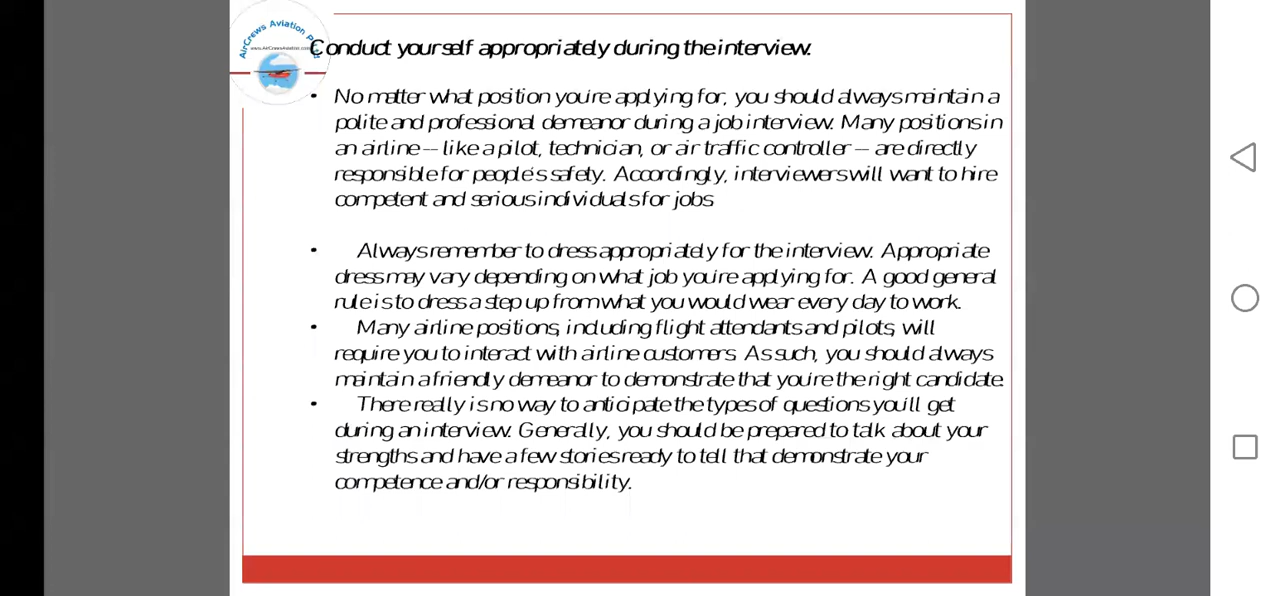 AirCrews Aviation P
www.AirCrewsAviation.com
Conduct yourself appropriately during the interview.
• No matter what position you're applying for, you should always maintain a
polite and professional demeanor during a job interview. Many positions in
an airline -- like a pilot, technician, or air traffic controller -- are directly
responsible for people's safety. Accordingly, interviewers will want to hire
competent and serious individuals for jobs.
• Always remember to dress appropriately for the interview. Appropriate
dress may vary depending on what job you're applying for. A good general
rule is to dress a step up from what you would wear every day to work.
• Many airline positions, including flight attendants and pilots, will
require you to interact with airline customers. As such, you should always
maintain a friendly demeanor to demonstrate that you're the right candidate.
• There really is no way to anticipate the types of questions you'll get
during an interview. Generally, you should be prepared to talk about your
strengths and have a few stories ready to tell that demonstrate your
competence and/or responsibility.